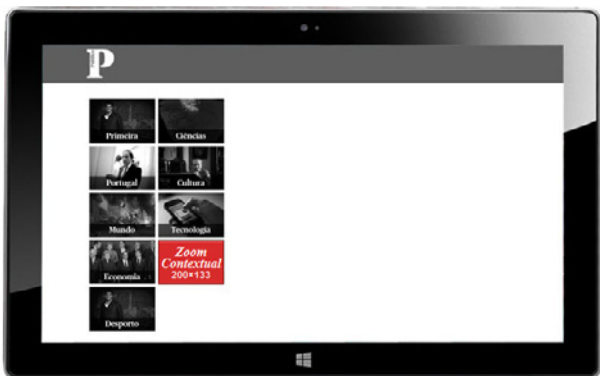 P
Primeira
Ciências
Portugal
Cultura
Mundo
Tecnologia
Economia
Zoom
Contextual
200×133
Desporto